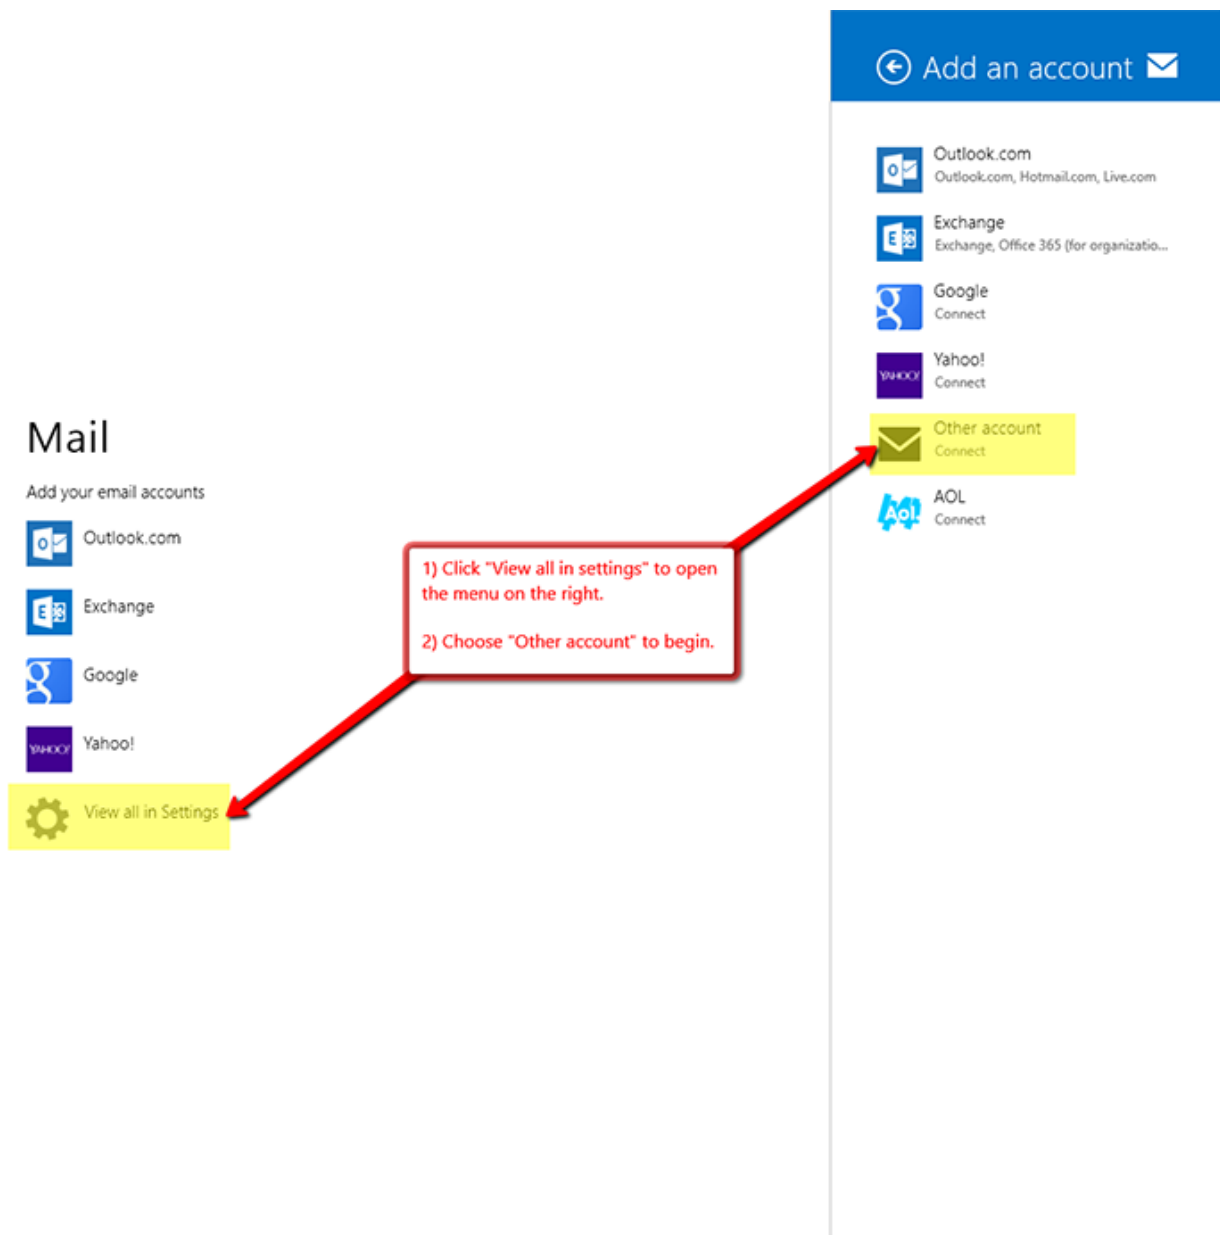 Add an account
Outlook.com
Outlook.com, Hotmail.com, Live.com
Exchange
Exchange, Office 365 (for organizatio...
Google
Connect
Yahoo!
Connect
YAHOO!
Other account
Connect
AOL
Connect
Aol.
Mail
Add your email accounts
Outlook.com
Exchange
Google
Yahoo!
YAHOO!
View all in Settings
1) Click "View all in settings" to open
the menu on the right.
2) Choose "Other account" to begin.